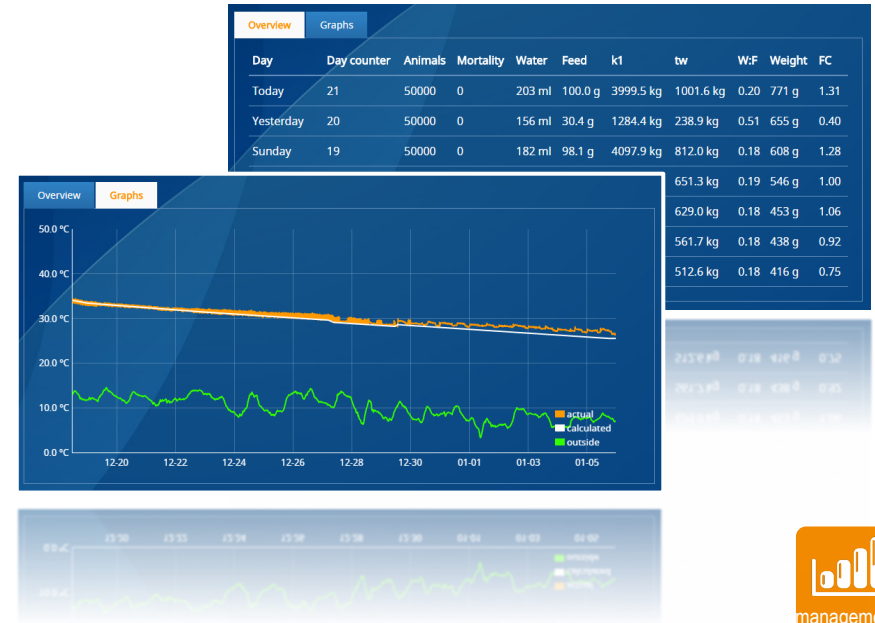 Overview Graphs
Day Day counter Animals Mortality Water Feed k1 tw W:F Weight FC
Today 21 50000 0 203 ml 100.0 g 3999.5 kg 1001.6 kg 0.20 771 g 1.31
Yesterday 20 50000 0 156 ml 30.4 g 1284.4 kg 238.9 kg 0.51 655 g 0.40
Sunday 19 50000 0 182 ml 98.1 g 4097.9 kg 812.0 kg 0.18 608 g 1.28
651.3 kg 0.19 546 g 1.00
629.0 kg 0.18 453 g 1.06
561.7 kg 0.18 438 g 0.92
512.6 kg 0.18 416 g 0.75
Overview Graphs
50.0 °C
40.0 °C
30.0 °C
20.0 °C
10.0 °C
0.0 °C
actual
calculated
outside
12-20 12-22 12-24 12-26 12-28 12-30 01-01 01-03 01-05